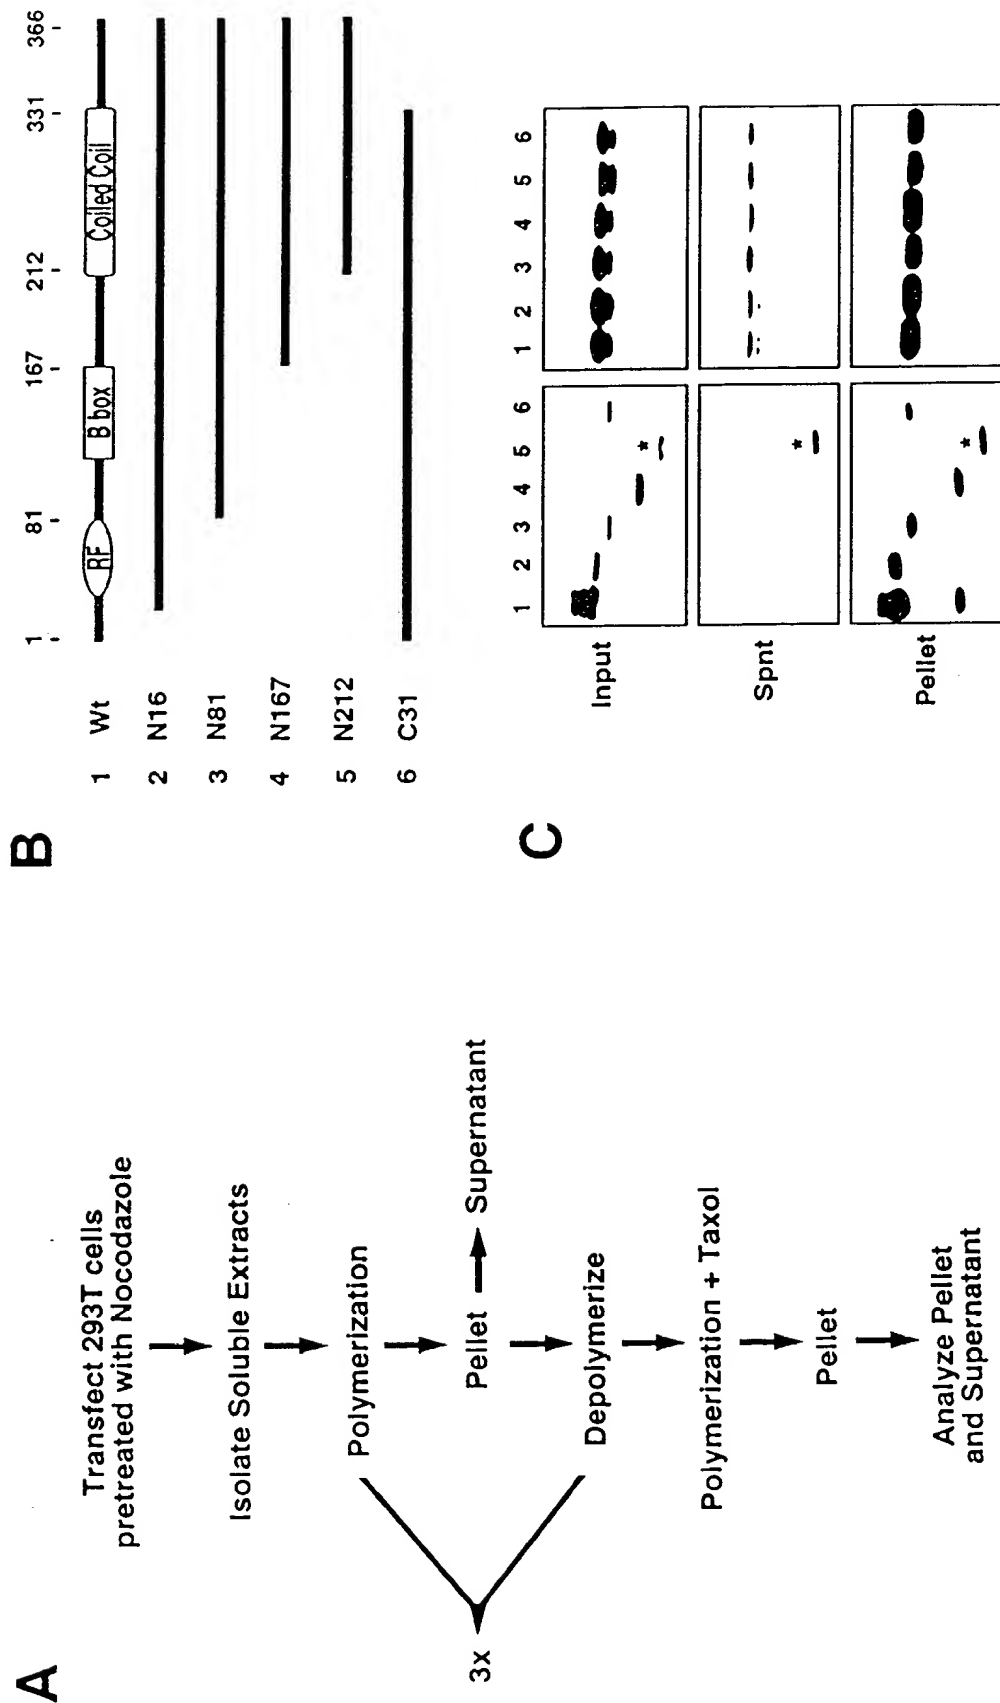 A
Transfect 293T cells
pretreated with Nocodazole
Isolate Soluble Extracts
Polymerization
3x
Pellet Supernatant
Depolymerize
Polymerization + Taxol
Pellet
Analyze Pellet
and Supernatant
B
1 81 167 212 331 366
1 Wt RF B box Coiled Coil
2 N16
3 N81
4 N167
5 N212
6 C31
C
1 2 3 4 5 6 1 2 3 4 5 6
Input *
Spnt *
Pellet *